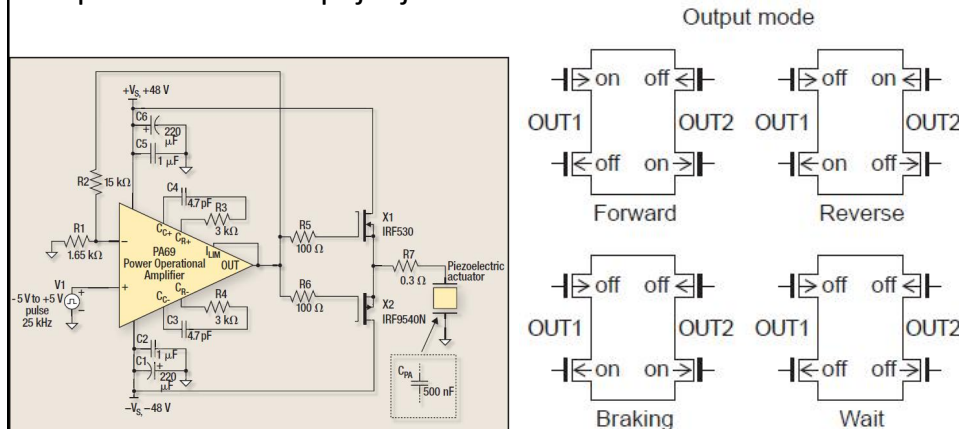 Output mode
+VS, +48 V
C6
+ 220 μF
C5
1 μF
R2 15 kΩ
C4
4.7 pF
R3
3 kΩ
CC+
CR+
ILIM
R1
1.65 kΩ
−
PA69
Power Operational
Amplifier
OUT
CR-
CC-
R4
3 kΩ
C3
4.7 pF
V1
+
−
+
- 5 V to +5 V
pulse
25 kHz
C2
1 μF
C1
+
220 μF
−VS, −48 V
R5
100 Ω
R6
100 Ω
X1
IRF530
X2
IRF9540N
R7
0.3 Ω
Piezoelectric
actuator
CPA
500 nF
on off
OUT1 OUT2
off on
Forward
off on
OUT1 OUT2
on off
Reverse
off off
OUT1 OUT2
on on
Braking
off off
OUT1 OUT2
off off
Wait